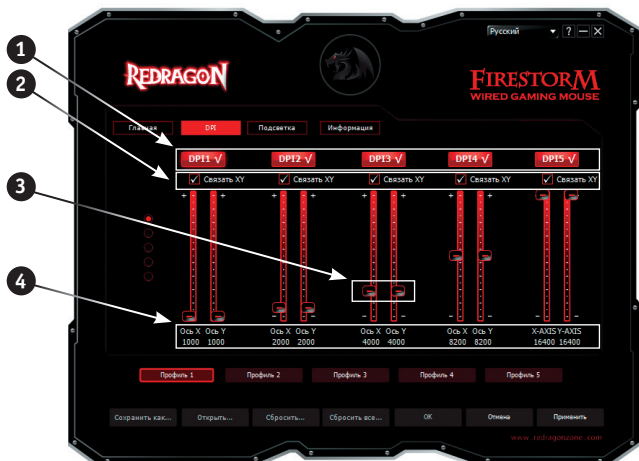 Русский ? — X
1
2
3
4
REDRAGON
FIRESTORM
WIRED GAMING MOUSE
Главная DPI Подсветка Информация
DPI1 √ DPI2 √ DPI3 √ DPI4 √ DPI5 √
Связать XY Связать XY Связать XY Связать XY Связать XY
+ + + + + + + +
– – – – – –
Ось X Ось Y Ось X Ось Y Ось X Ось Y Ось X Ось Y X-AXIS Y-AXIS
1000 1000 2000 2000 4000 4000 8200 8200 16400 16400
Профиль 1 Профиль 2 Профиль 3 Профиль 4 Профиль 5
Сохранить как... Открыть... Сбросить... Сбросить все... OK Отмена Применить
www.redragonzone.com